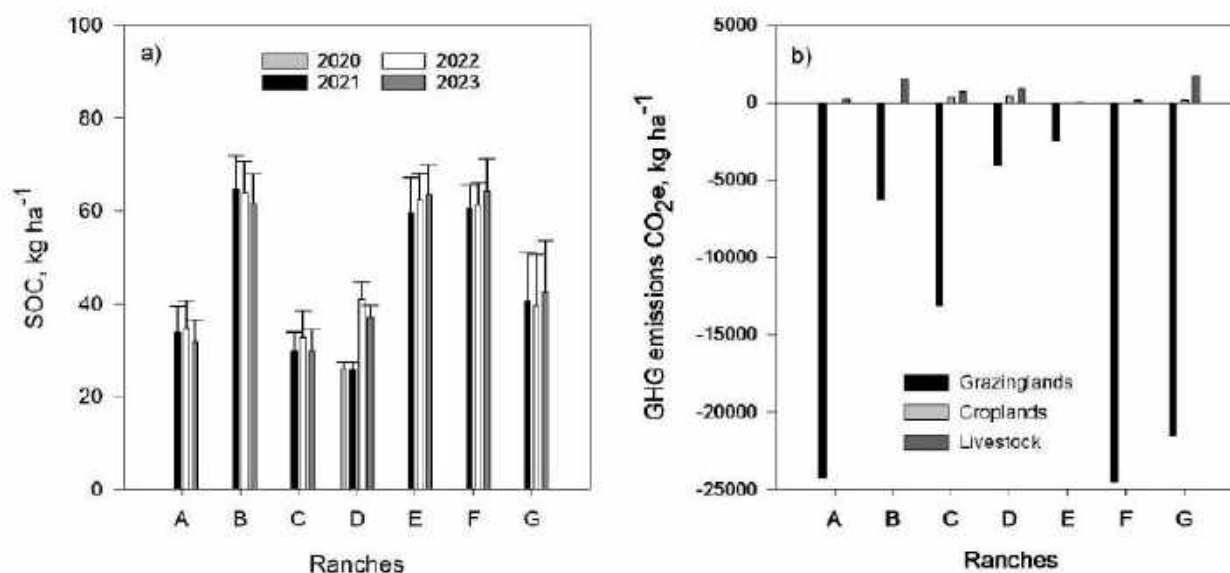 a)
2020
2022
2021
2023
100
80
60
40
20
0
SOC, kg ha⁻¹
A B C D E F G
Ranches
b)
5000
0
-5000
-10000
-15000
-20000
-25000
GHG emissions CO₂e, kg ha⁻¹
Grazinglands
Croplands
Livestock
A B C D E F G
Ranches